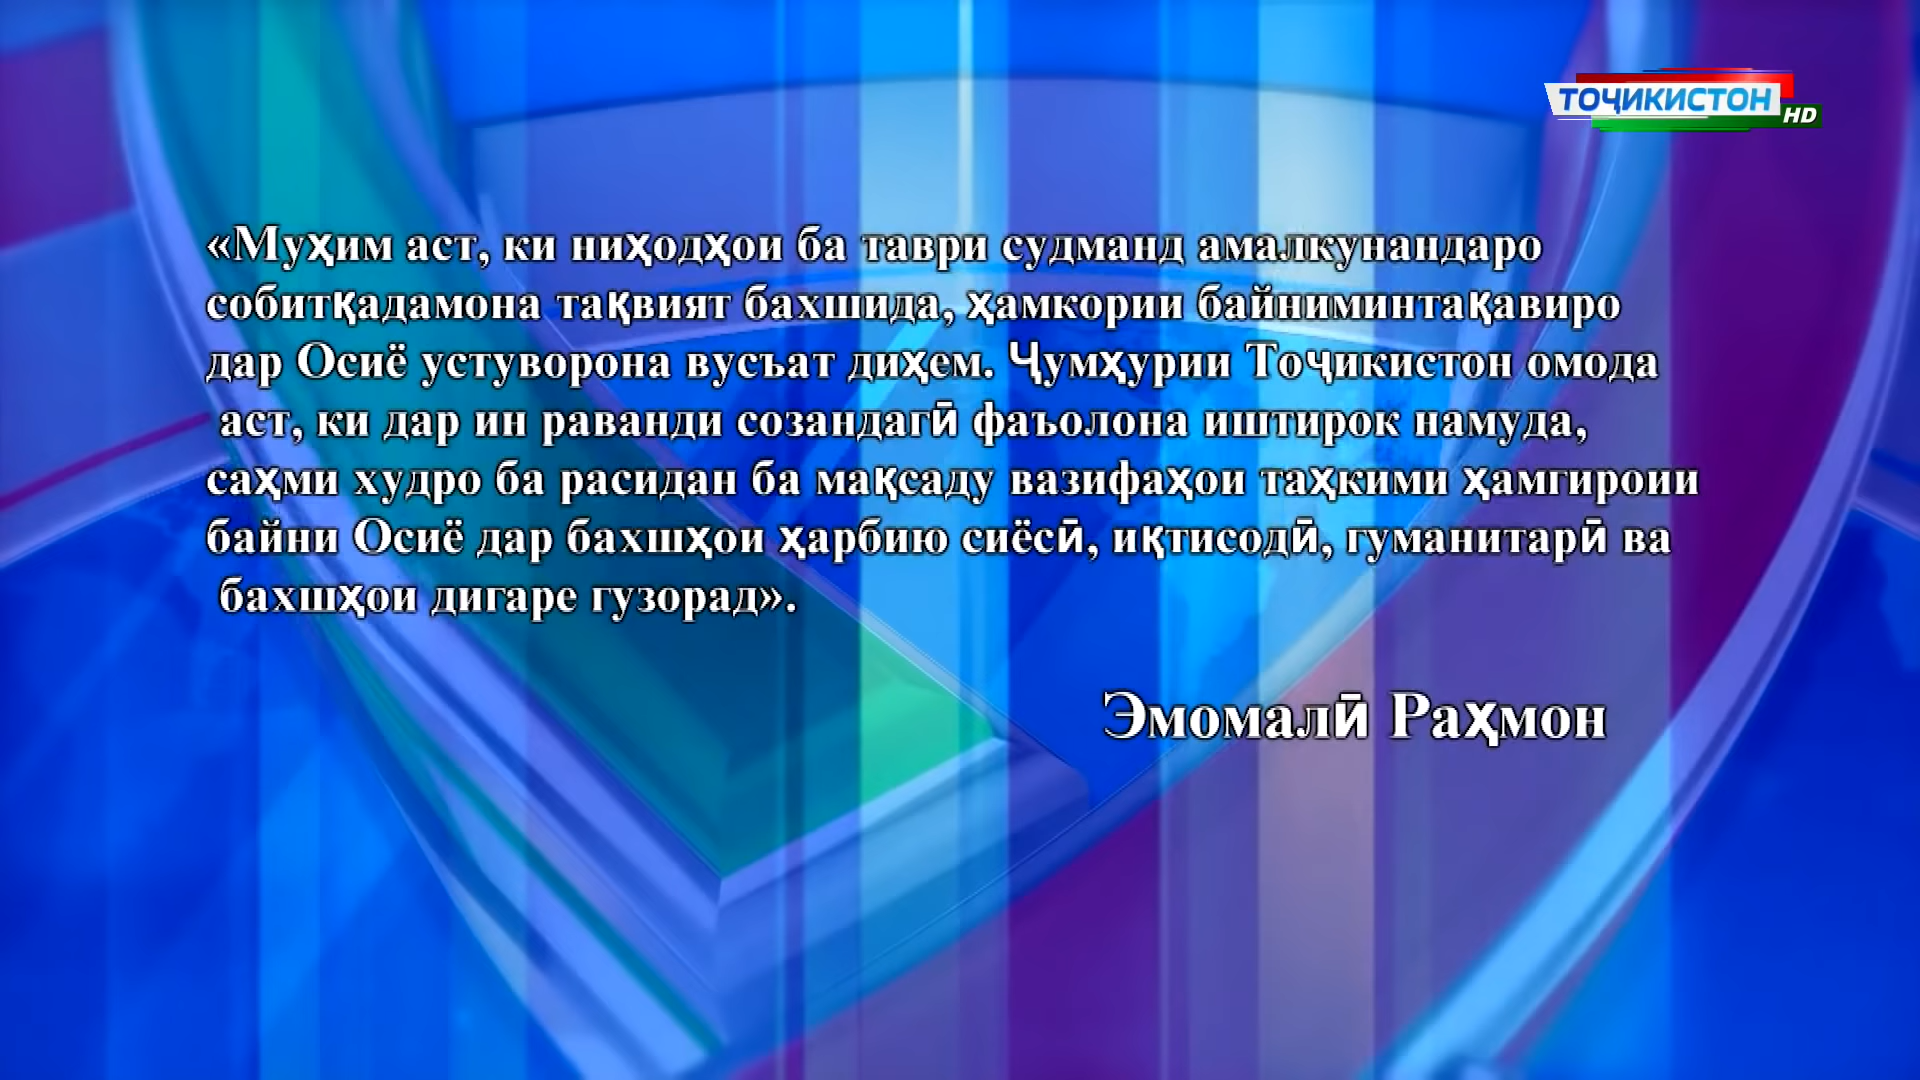 ТОҶИКИСТОН HD
«Муҳим аст, ки ниҳодҳои ба таври судманд амалкунандаро
собитқадамона тақвият бахшида, ҳамкории байниминтақавиро
дар Осиё устуворона вусъат диҳем. Ҷумҳурии Тоҷикистон омода
аст, ки дар ин раванди созандагӣ фаъолона иштирок намуда,
саҳми худро ба расидан ба мақсаду вазифаҳои таҳкими ҳамгироии
байни Осиё дар бахшҳои ҳарбию сиёсӣ, иқтисодӣ, гуманитарӣ ва
бахшҳои дигаре гузорад».
Эмомалӣ Раҳмон